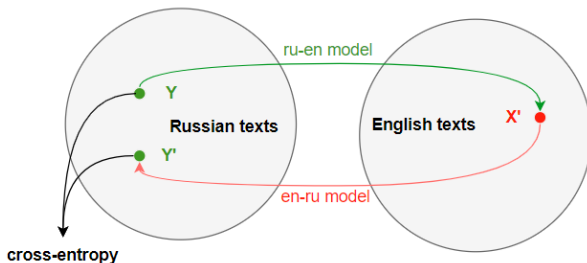 ru-en model
Y
X'
Russian texts
English texts
Y'
en-ru model
cross-entropy